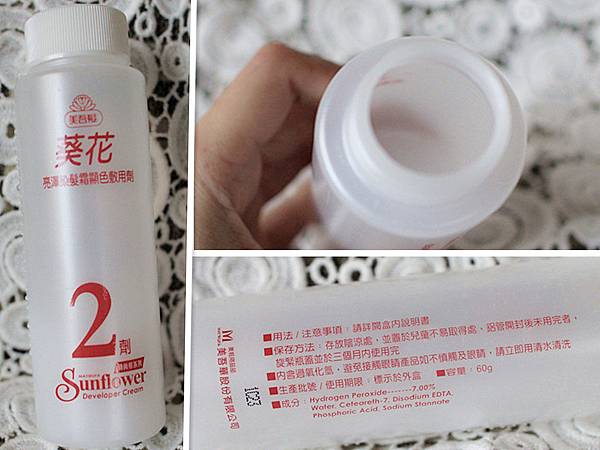 美吾髮
葵花
亮澤染髮霜顯色敷用劑
2劑
Sunflower
Developer Cream
■用法/注意事項:請詳閱盒內說明書
■保存方法:存放陰涼處,並置於兒童不易取得處、鋁管開封後未用完者,
旋緊瓶蓋並於三個月內使用完
■內含過氧化氫,避免接觸眼睛產品如不慎觸及眼睛,請立即用清水清洗
■生產批號/使用期限:標示於外盒 ■容量:60g
■成分:Hydrogen Peroxide-------7.00%
Water, Ceteareth-7, Disodium EDTA,
Phosphoric Acid, Sodium Stannate
美吾華股份有限公司